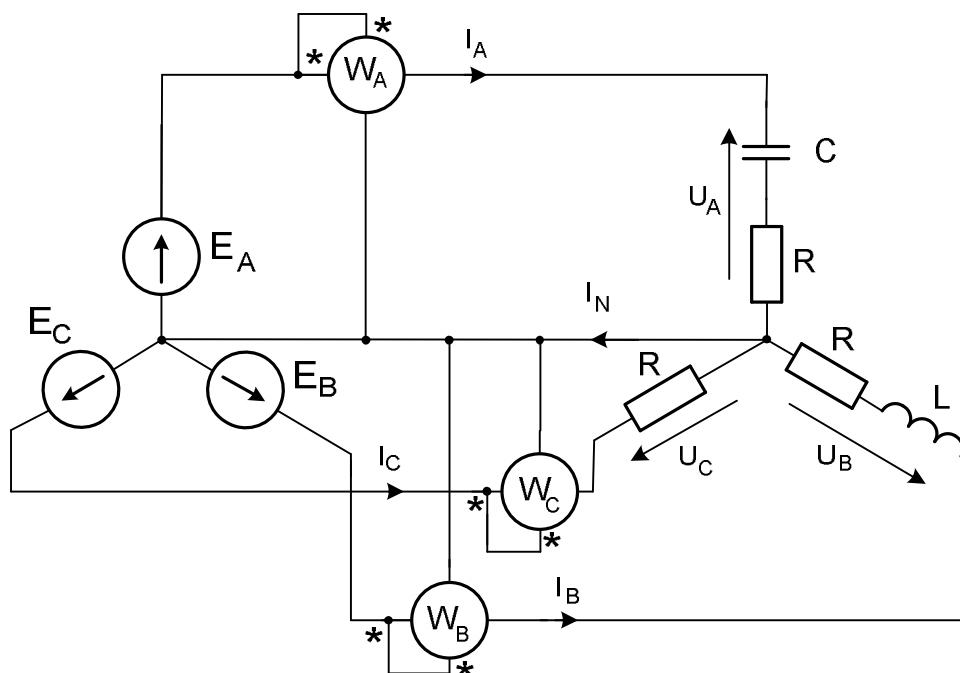 * W_A *
I_A
C
U_A
R
E_A
I_N
E_C
E_B
R
R
L
U_C
U_B
I_C
* W_C *
I_B
* W_B *